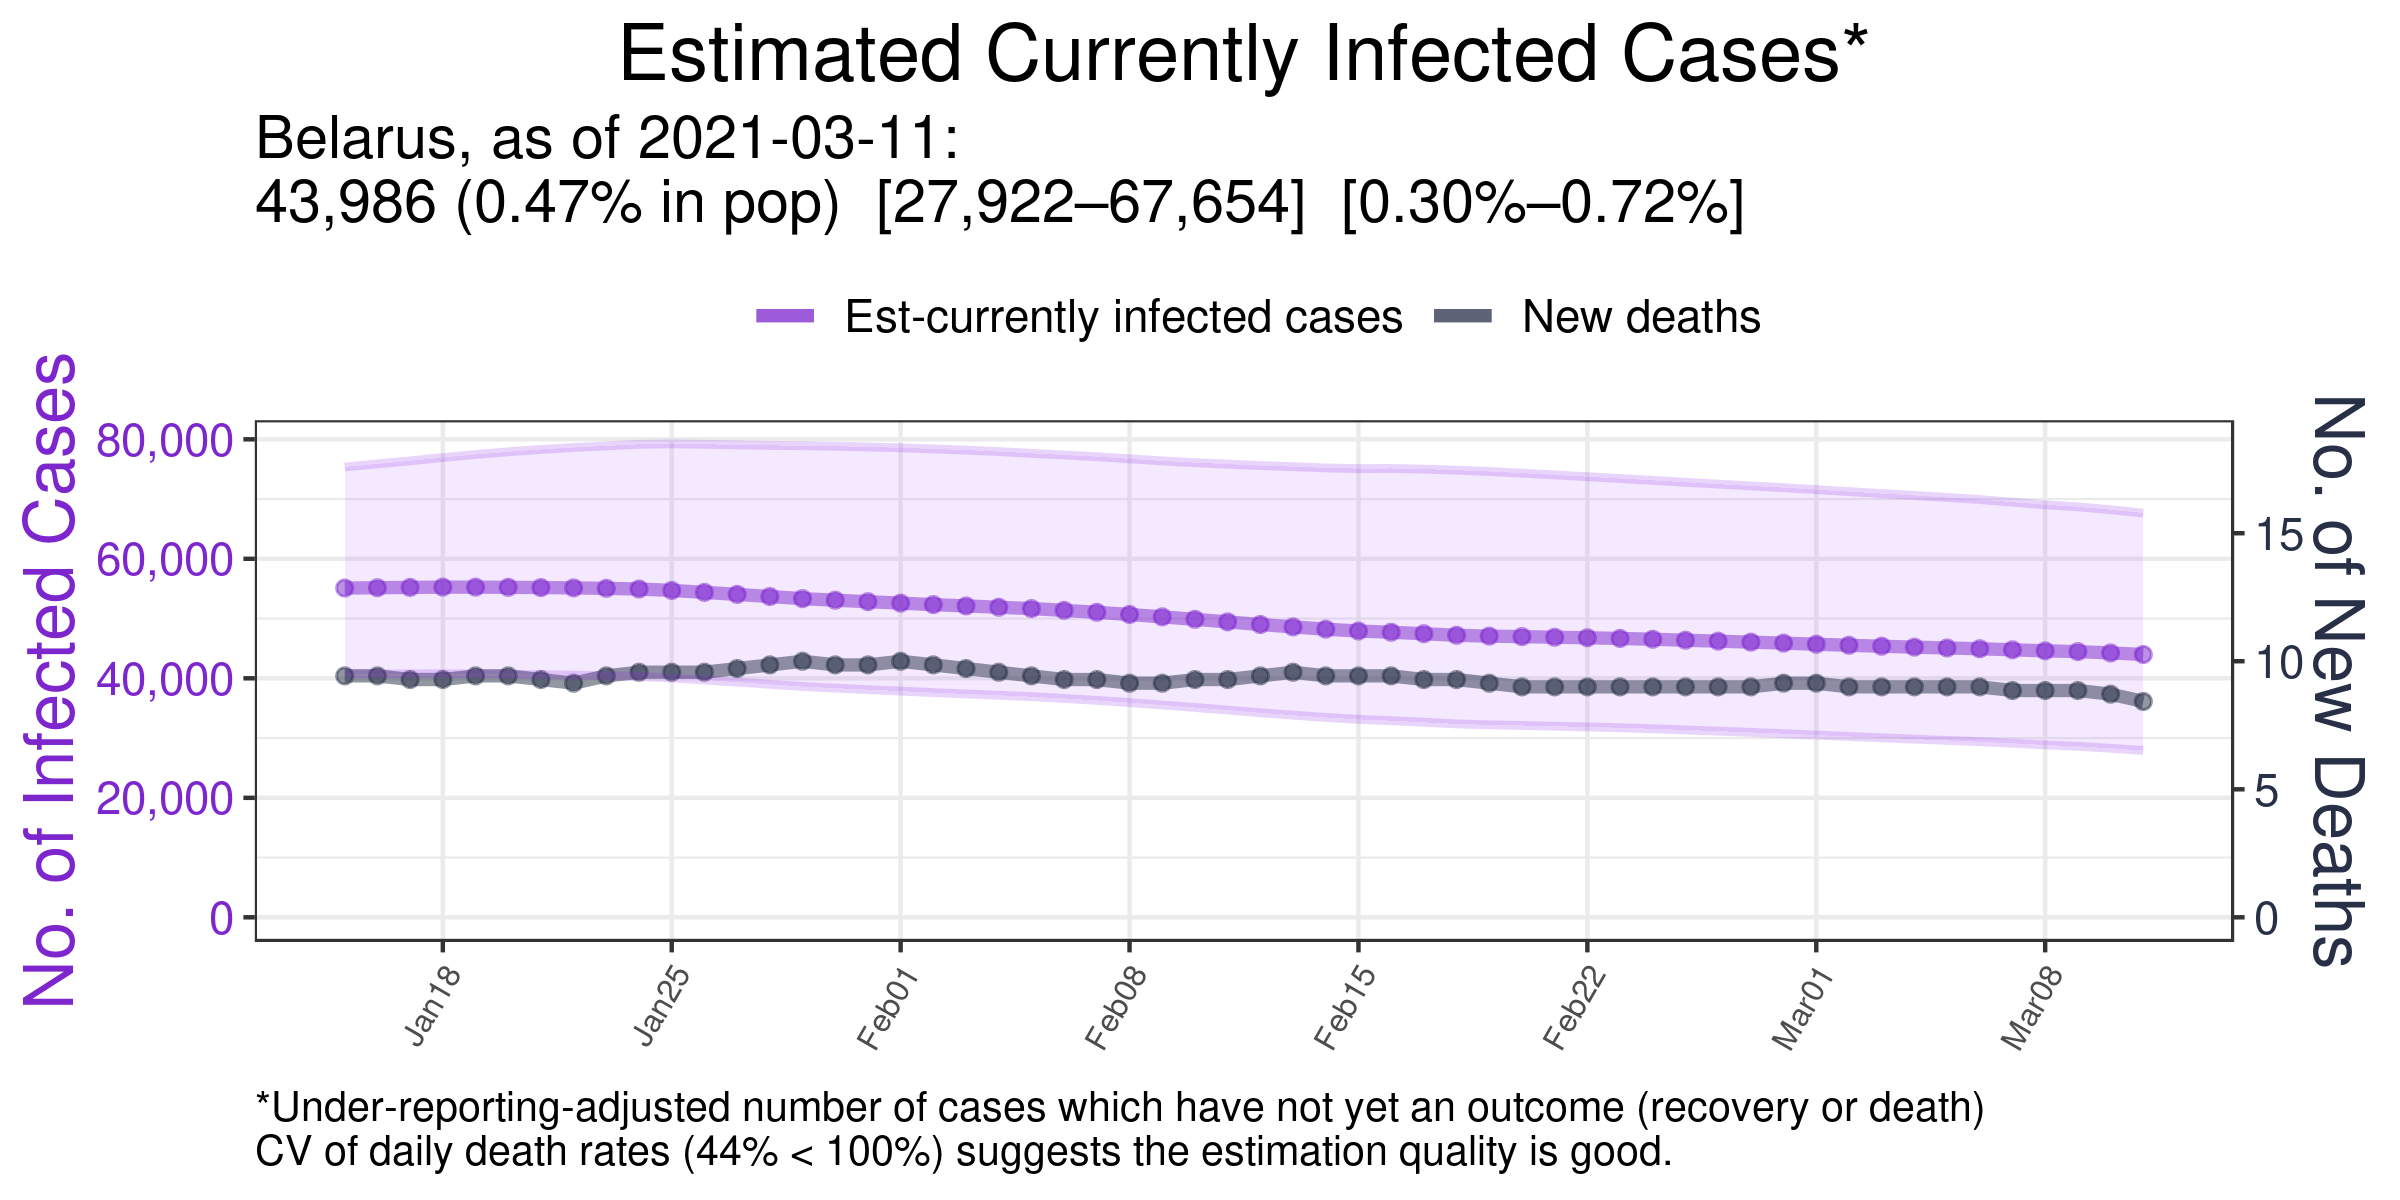 Estimated Currently Infected Cases*
Belarus, as of 2021-03-11:
43,986 (0.47% in pop)  [27,922–67,654]  [0.30%–0.72%]
Est-currently infected cases
New deaths
No. of Infected Cases
80,000
60,000
40,000
20,000
0
15
10
5
0
No. of New Deaths
Jan18
Jan25
Feb01
Feb08
Feb15
Feb22
Mar01
Mar08
*Under-reporting-adjusted number of cases which have not yet an outcome (recovery or death)
CV of daily death rates (44% < 100%) suggests the estimation quality is good.